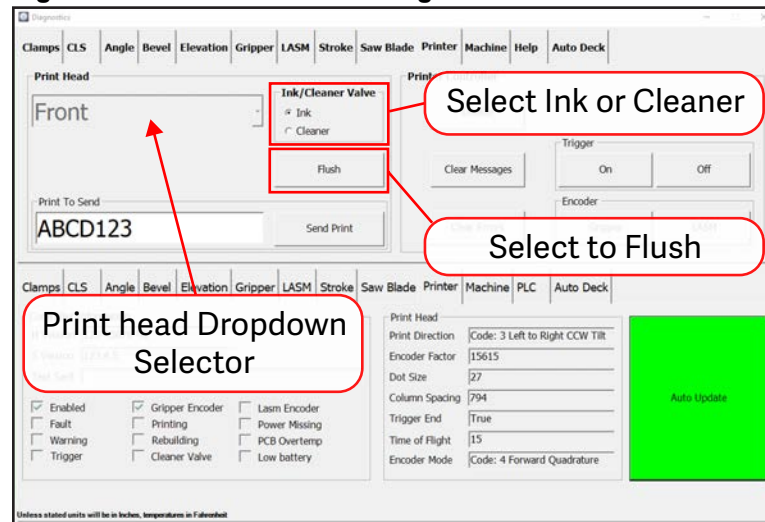 Diagnostics
Clamps CLS Angle Bevel Elevation Gripper LASM Stroke Saw Blade Printer Machine Help Auto Deck
Print Head
Front
Ink/Cleaner Valve
Ink
Cleaner
Select Ink or Cleaner
Flush
Clear Messages
Trigger
On
Off
Print To Send
ABCD123
Send Print
Encoder
Select to Flush
Clamps CLS Angle Bevel Elevation Gripper LASM Stroke Saw Blade Printer Machine PLC Auto Deck
Print head Dropdown
Selector
Enabled
Gripper Encoder
Lasm Encoder
Fault
Printing
Power Missing
Warning
Rebuilding
PCB Overtemp
Trigger
Cleaner Valve
Low battery
Print Head
Print Direction Code: 3 Left to Right CCW Tilt
Encoder Factor 15615
Dot Size 27
Column Spacing 794
Trigger End True
Time of Flight 15
Encoder Mode Code: 4 Forward Quadrature
Auto Update
Unless stated units will be in Inches, temperatures in Fahrenheit